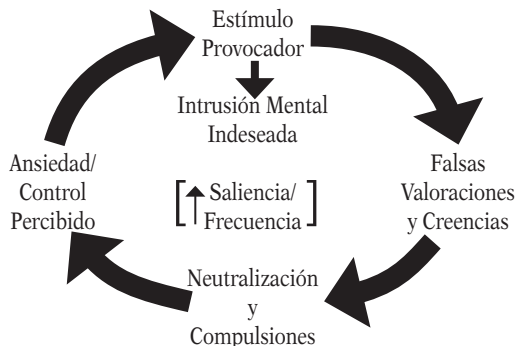 Estímulo
Provocador
Intrusión Mental
Indeseada
Falsas
Valoraciones
y Creencias
Neutralización
y
Compulsiones
Ansiedad/
Control
Percibido
Saliencia/
Frecuencia